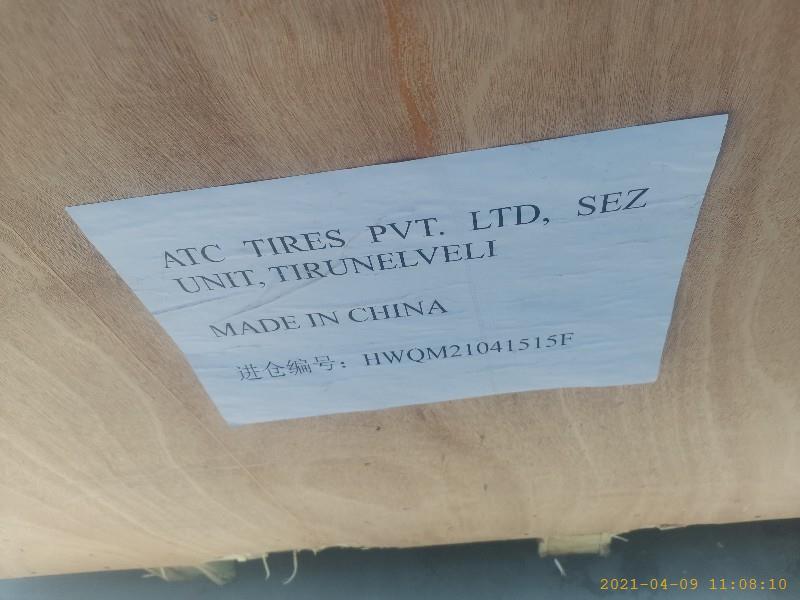 ATC TIRES PVT. LTD, SEZ
UNIT, TIRUNELVELI
MADE IN CHINA
进仓编号: HWQM21041515F
2021-04-09 11:08:10